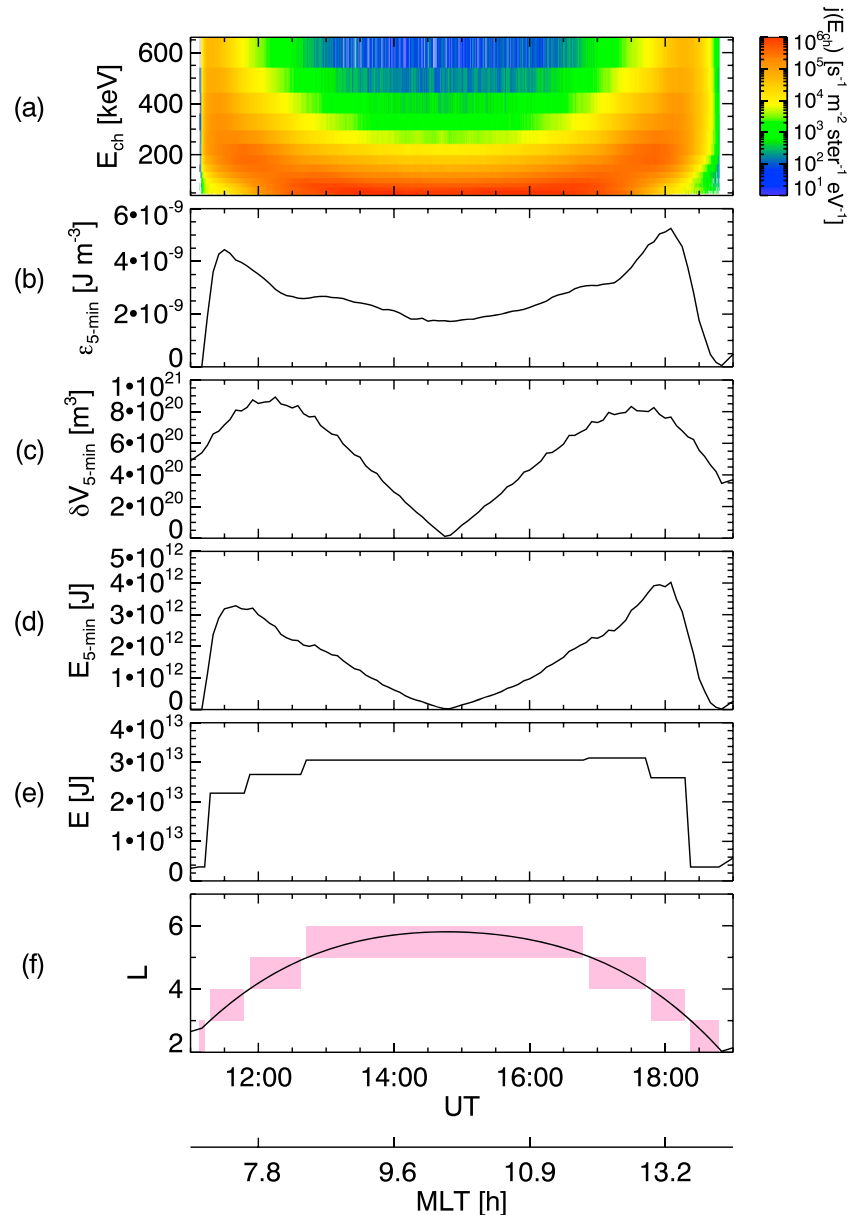 (a)
E_ch [keV]
600
400
200
j(E_ch) [s^-1 m^-2 ster^-1 eV^-1]
10^6
10^5
10^4
10^3
10^2
10^1
(b)
ε_5-min [J m^-3]
6•10^-9
4•10^-9
2•10^-9
0
(c)
δV_5-min [m^3]
1•10^21
8•10^20
6•10^20
4•10^20
2•10^20
0
(d)
E_5-min [J]
5•10^12
4•10^12
3•10^12
2•10^12
1•10^12
0
(e)
E [J]
4•10^13
3•10^13
2•10^13
1•10^13
0
(f)
L
6
4
2
12:00 14:00 16:00 18:00
UT
7.8 9.6 10.9 13.2
MLT [h]